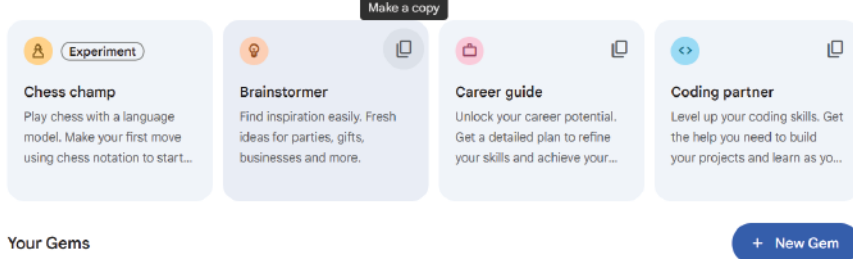 Make a copy
Experiment
Chess champ
Play chess with a language
model. Make your first move
using chess notation to start...
Brainstormer
Find inspiration easily. Fresh
ideas for parties, gifts,
businesses and more.
Career guide
Unlock your career potential.
Get a detailed plan to refine
your skills and achieve your...
Coding partner
Level up your coding skills. Get
the help you need to build
your projects and learn as yo...
Your Gems
+ New Gem